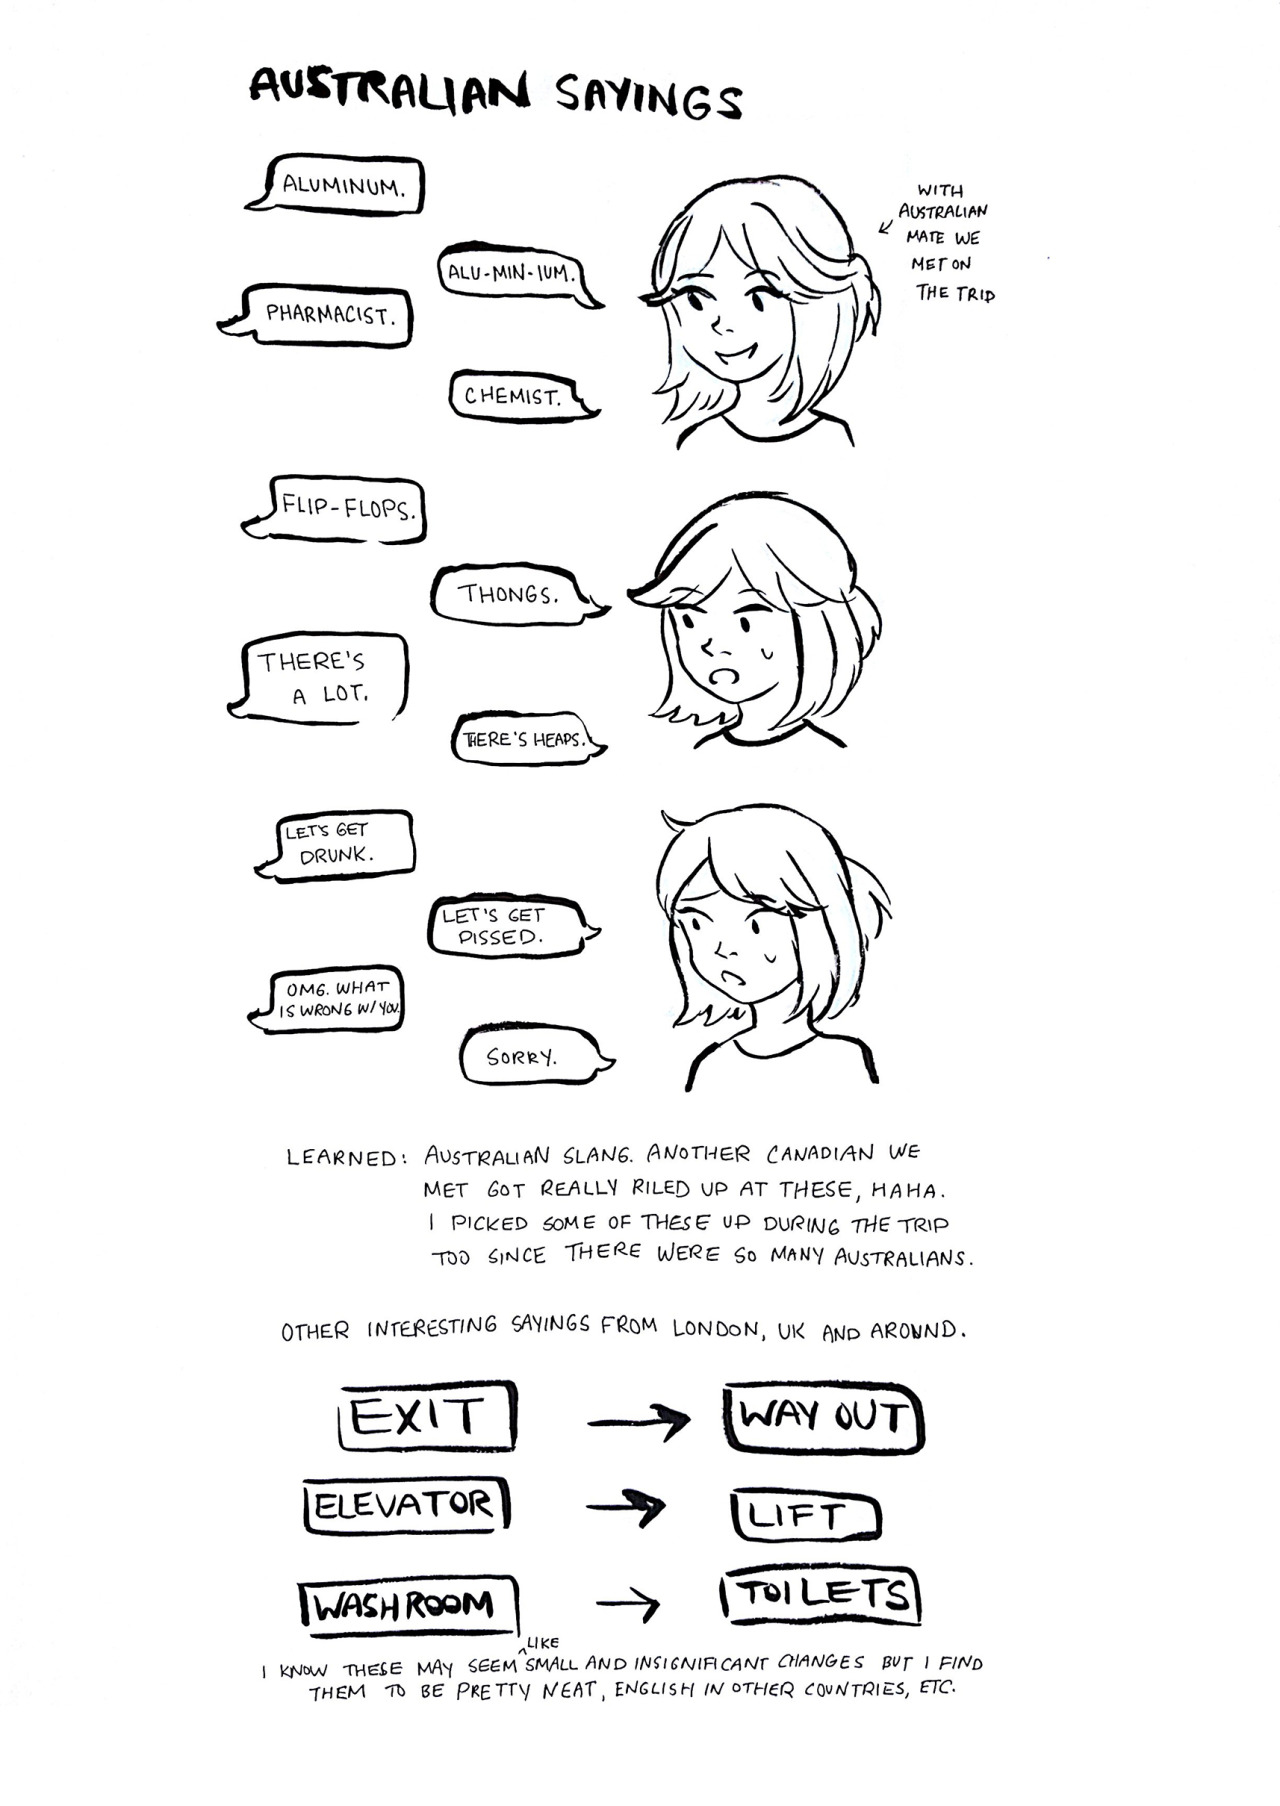 AUSTRALIAN SAYINGS
ALUMINUM.
WITH
AUSTRALIAN
MATE WE
MET ON
THE TRIP
ALU-MIN-IUM.
PHARMACIST.
CHEMIST.
FLIP-FLOPS.
THONGS.
THERE'S
A LOT.
THERE'S HEAPS.
LET'S GET
DRUNK.
LET'S GET
PISSED.
OMG. WHAT
IS WRONG W/ YOU.
SORRY.
LEARNED: AUSTRALIAN SLANG. ANOTHER CANADIAN WE
MET GOT REALLY RILED UP AT THESE, HAHA.
I PICKED SOME OF THESE UP DURING THE TRIP
TOO SINCE THERE WERE SO MANY AUSTRALIANS.
OTHER INTERESTING SAYINGS FROM LONDON, UK AND AROUND.
EXIT → WAY OUT
ELEVATOR → LIFT
WASHROOM → TOILETS
I KNOW THESE MAY SEEM LIKE SMALL AND INSIGNIFICANT CHANGES BUT I FIND
THEM TO BE PRETTY NEAT, ENGLISH IN OTHER COUNTRIES, ETC.